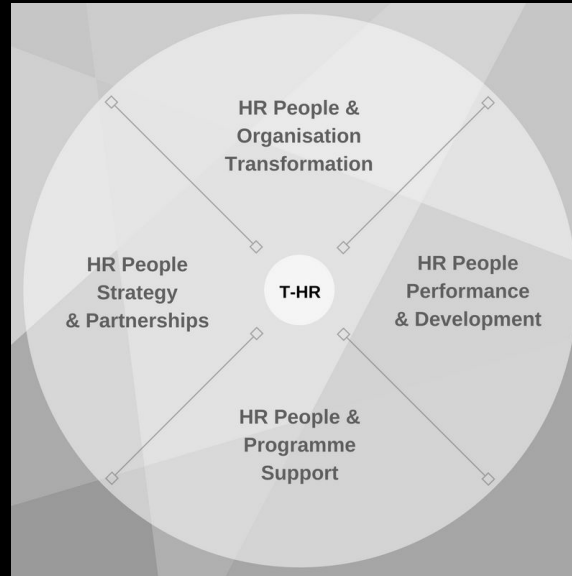 HR People &
Organisation
Transformation
HR People
Strategy
& Partnerships
T-HR
HR People
Performance
& Development
HR People &
Programme
Support